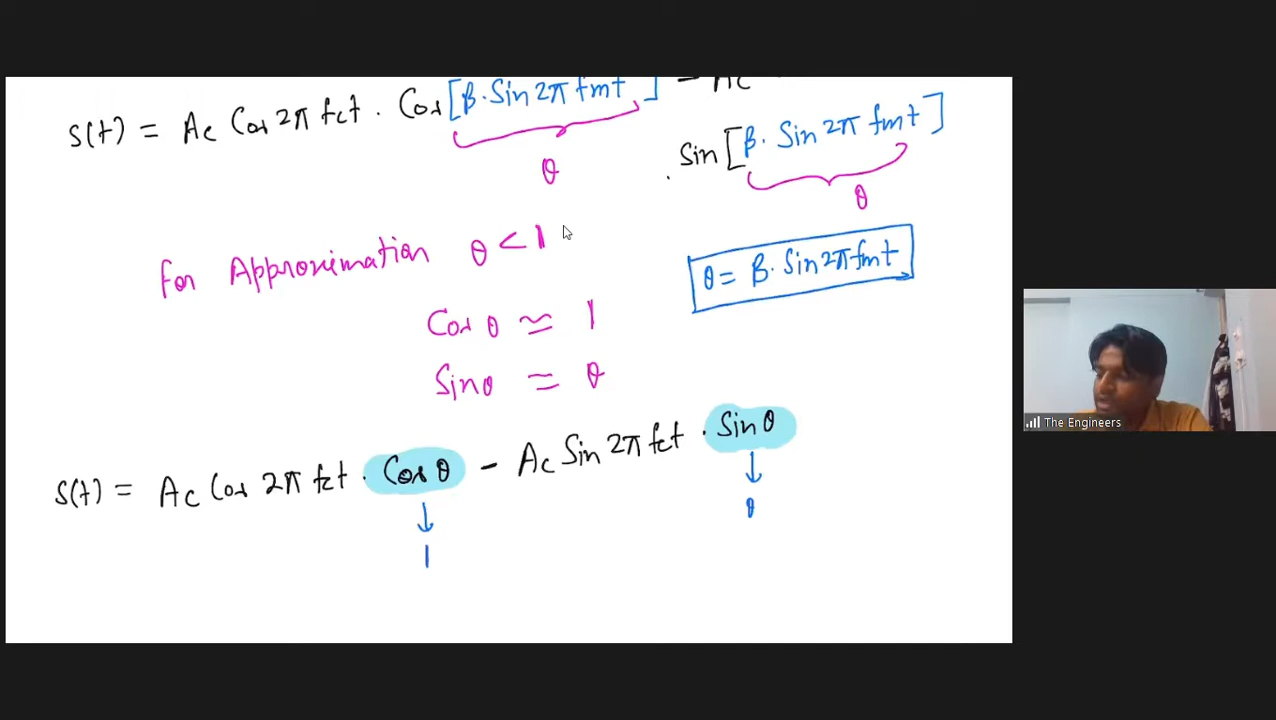 s(t) = Ac Cos 2π fct . Cos [β. Sin 2π fmt] - Ac
. Sin [β. Sin 2π fmt]
θ
θ
For Approximation θ < 1
θ = β. Sin 2π fmt
Cos θ ≃ 1
Sin θ ≃ θ
s(t) = Ac Cos 2π fct . Cos θ - Ac Sin 2π fct . Sin θ
↓ ↓
1 θ
The Engineers